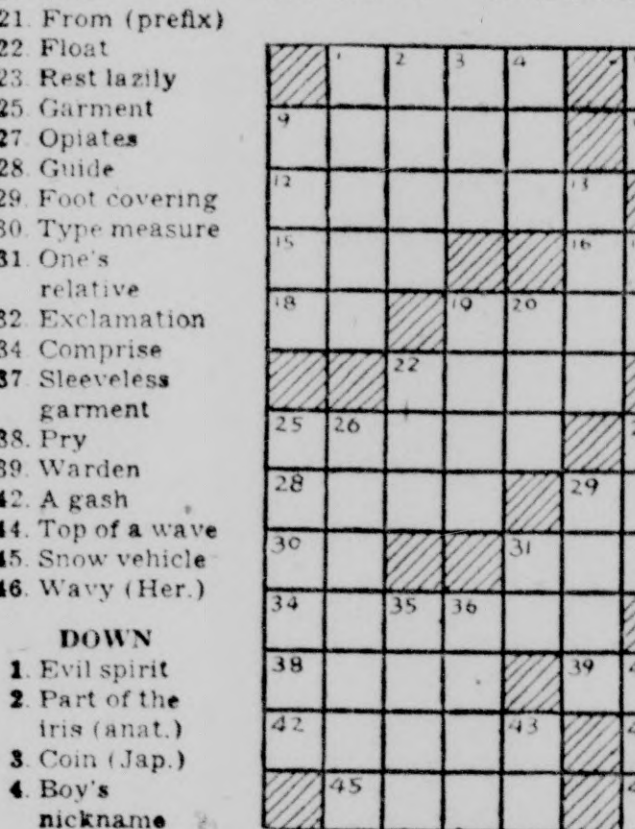 21. From (prefix)
22. Float
23. Rest lazily
25. Garment
27. Opiates
28. Guide
29. Foot covering
30. Type measure
31. One's
relative
32. Exclamation
34. Comprise
37. Sleeveless
garment
38. Pry
39. Warden
42. A gash
44. Top of a wave
45. Snow vehicle
46. Wavy (Her.)
DOWN
1. Evil spirit
2. Part of the
iris (anat.)
3. Coin (Jap.)
4. Boy's
nickname
1 2 3 4
9
12 13
15 16
18 19 20
22
25 26
28 29
30 31
34 35 36
38 39
42 43
45